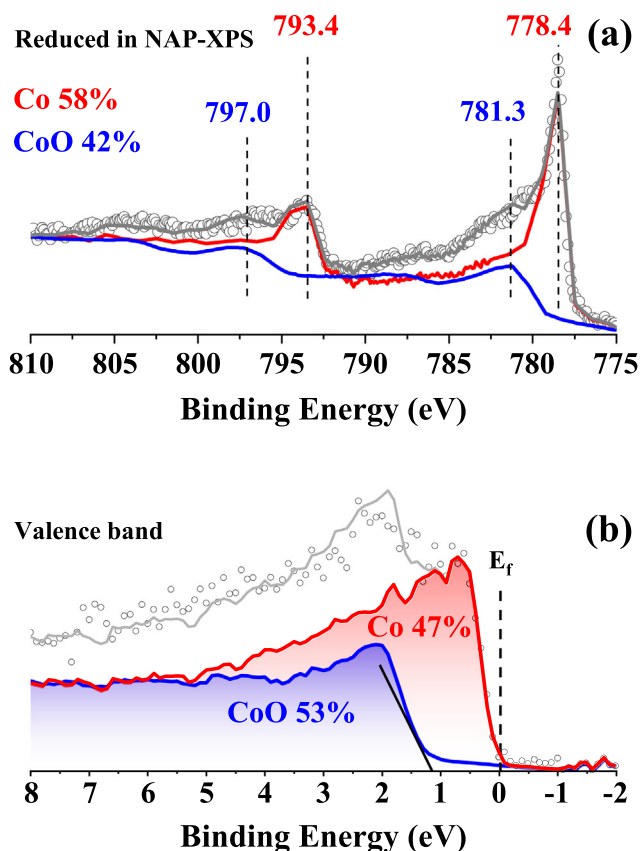 793.4 778.4
Reduced in NAP-XPS (a)
Co 58%
797.0 781.3
CoO 42%
810 805 800 795 790 785 780 775
Binding Energy (eV)
Valence band (b)
E_f
Co 47%
CoO 53%
8 7 6 5 4 3 2 1 0 -1 -2
Binding Energy (eV)